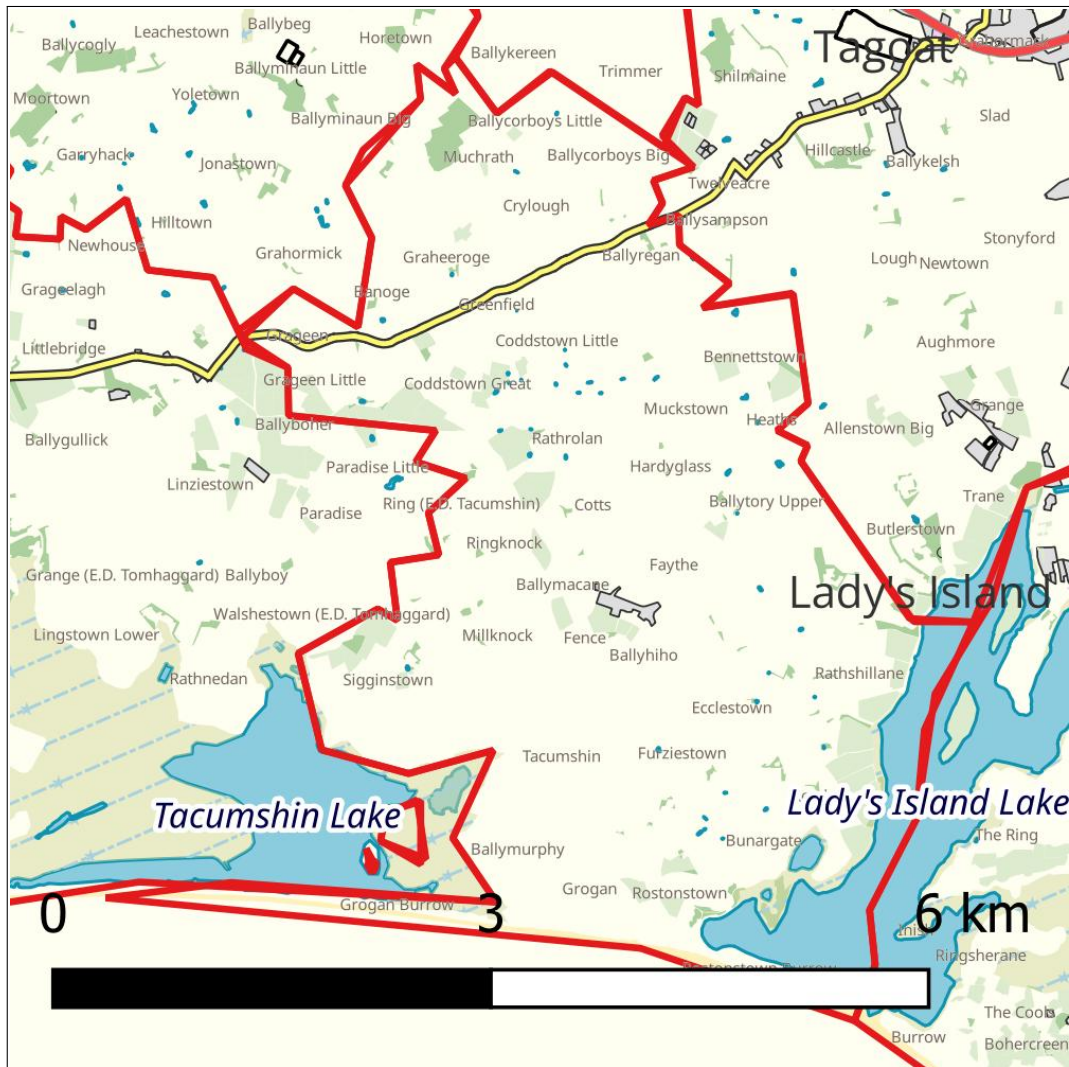 Ballybeg
Leachestown
Ballycogly
Horetown
Ballykereen
Tagoat
Granormack
Ballyminaun Little
Trimmer
Shilmaine
Moortown
Yoletown
Ballyminaun Big
Ballycorboys Little
Slad
Garryhack
Jonastown
Muchrath
Ballycorboys Big
Hillcastle
Ballykelsh
Twelveacre
Crylough
Hilltown
Ballysampson
Newhouse
Grahormick
Graheeroge
Ballyregan
Stonyford
Lough
Newtown
Grageelagh
Banoge
Greenfield
Grageen
Coddstown Little
Aughmore
Littlebridge
Bennettstown
Grageen Little
Coddstown Great
Muckstown
Grange
Ballyboher
Heaths
Allenstown Big
Ballygullick
Rathrolan
Paradise Little
Hardyglass
Linziestown
Ring (E.D. Tacumshin)
Cotts
Ballytory Upper
Trane
Paradise
Butlerstown
Ringknock
Faythe
Grange (E.D. Tomhaggard)
Ballyboy
Ballymacane
Lady's Island
Walshestown (E.D. Tomhaggard)
Lingstown Lower
Millknock
Fence
Ballyhiho
Rathnedan
Sigginstown
Rathshillane
Ecclestown
Tacumshin
Furziestown
Lady's Island Lake
Tacumshin Lake
The Ring
Bunargate
Ballymurphy
Grogan
Rostonstown
Grogan Burrow
0
3
6 km
Inish
Ringsherane
Rostonstown Burrow
The Cools
Burrow
Bohercreen